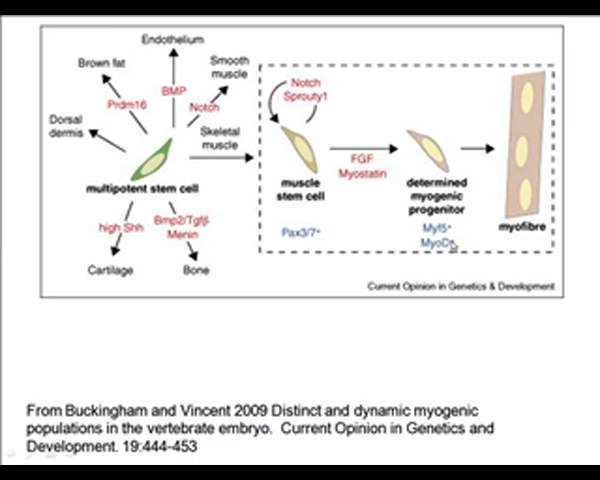 Endothelium
Brown fat
Smooth
muscle
Prdm16
BMP
Notch
Dorsal
dermis
Skeletal
muscle
multipotent stem cell
high Shh
Bmp2/Tgfβ
Menin
Cartilage
Bone
Notch
Sprouty1
muscle
stem cell
Pax3/7+
FGF
Myostatin
determined
myogenic
progenitor
Myf5+
MyoD+
myofibre
Current Opinion in Genetics & Development
From Buckingham and Vincent 2009 Distinct and dynamic myogenic
populations in the vertebrate embryo. Current Opinion in Genetics and
Development. 19:444-453